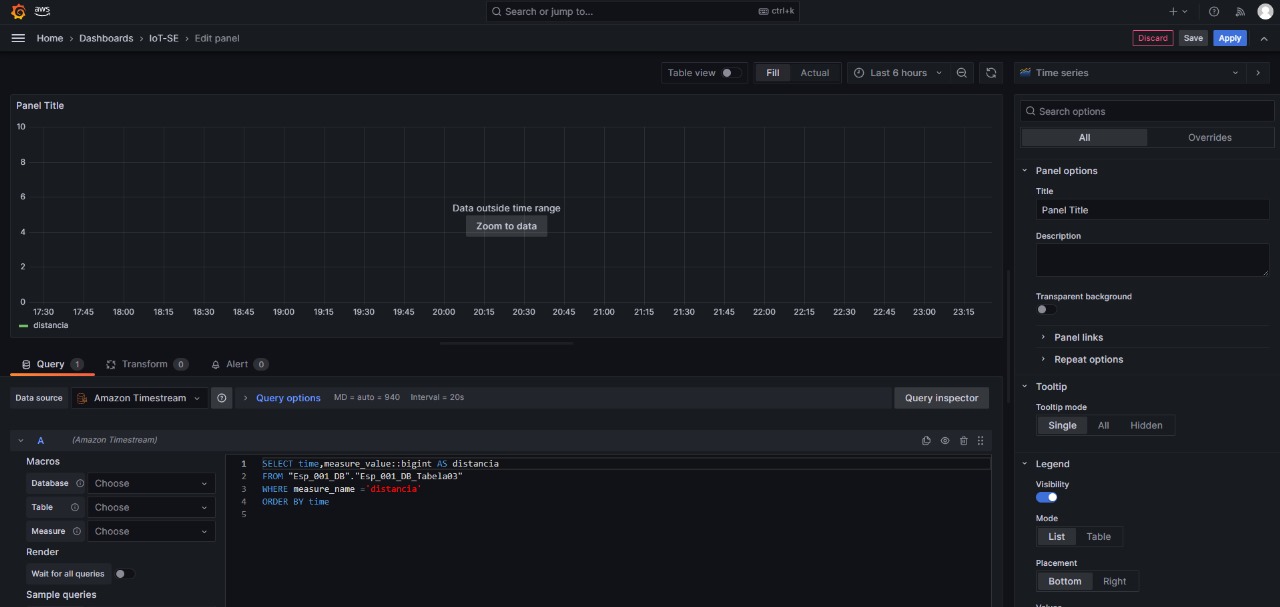 aws
Search or jump to...
ctrl+k
Home › Dashboards › IoT-SE › Edit panel
Discard Save Apply
Table view Fill Actual Last 6 hours
Time series
Panel Title
10
8
6
4
2
0
Data outside time range
Zoom to data
17:30 17:45 18:00 18:15 18:30 18:45 19:00 19:15 19:30 19:45 20:00 20:15 20:30 20:45 21:00 21:15 21:30 21:45 22:00 22:15 22:30 22:45 23:00 23:15
distancia
Query 1 Transform 0 Alert 0
Data source Amazon Timestream Query options MD = auto = 940 Interval = 20s Query inspector
A (Amazon Timestream)
Macros
Database Choose
Table Choose
Measure Choose
Render
Wait for all queries
Sample queries
1 SELECT time,measure_value::bigint AS distancia
2 FROM "Esp_001_DB"."Esp_001_DB_Tabela03"
3 WHERE measure_name ='distancia'
4 ORDER BY time
5
Search options
All Overrides
Panel options
Title
Panel Title
Description
Transparent background
Panel links
Repeat options
Tooltip
Tooltip mode
Single All Hidden
Legend
Visibility
Mode
List Table
Placement
Bottom Right
Values